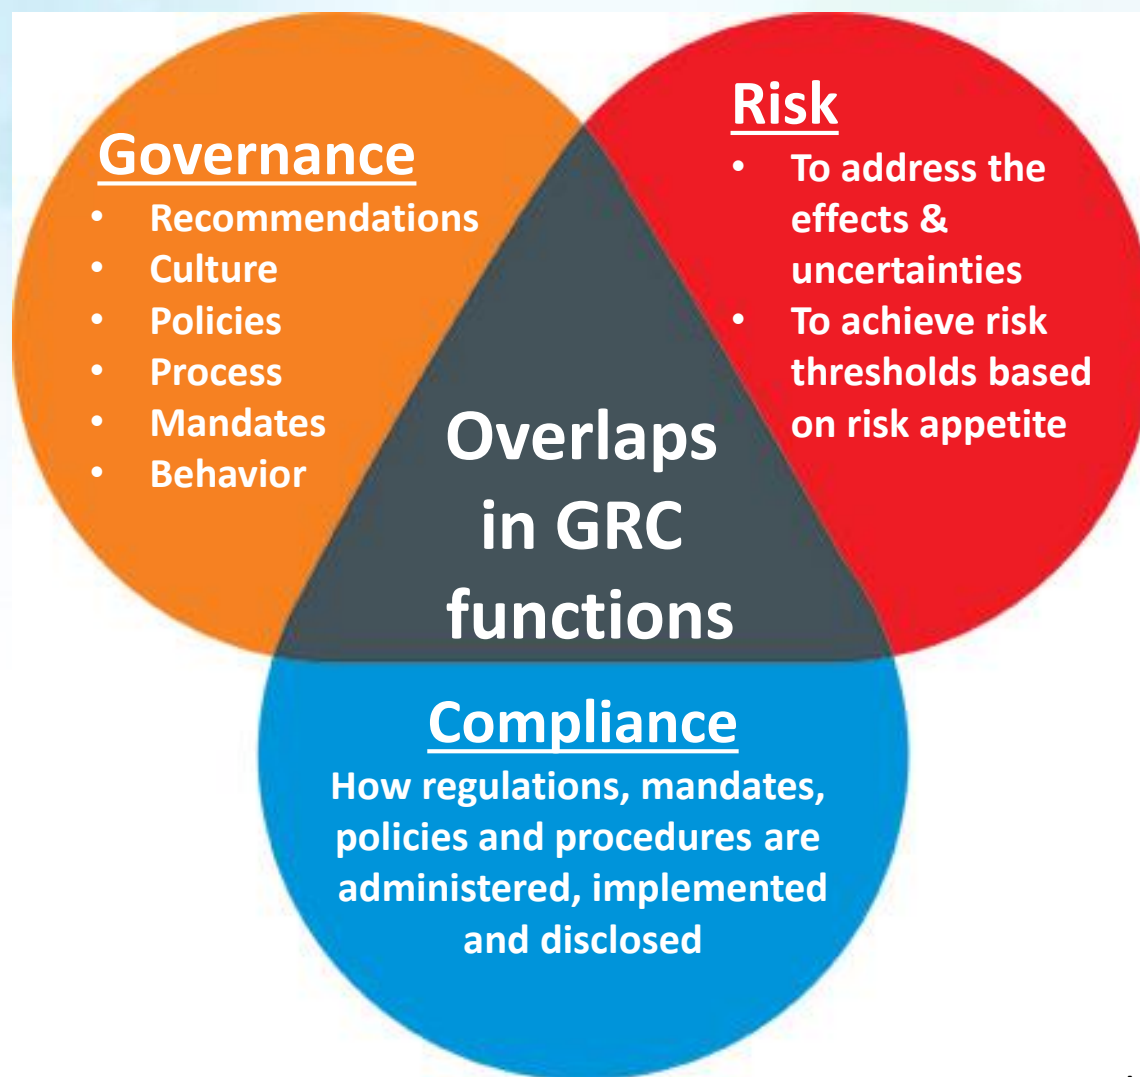 Governance
• Recommendations
• Culture
• Policies
• Process
• Mandates
• Behavior
Risk
• To address the
effects &
uncertainties
• To achieve risk
thresholds based
on risk appetite
Overlaps
in GRC
functions
Compliance
How regulations, mandates,
policies and procedures are
administered, implemented
and disclosed